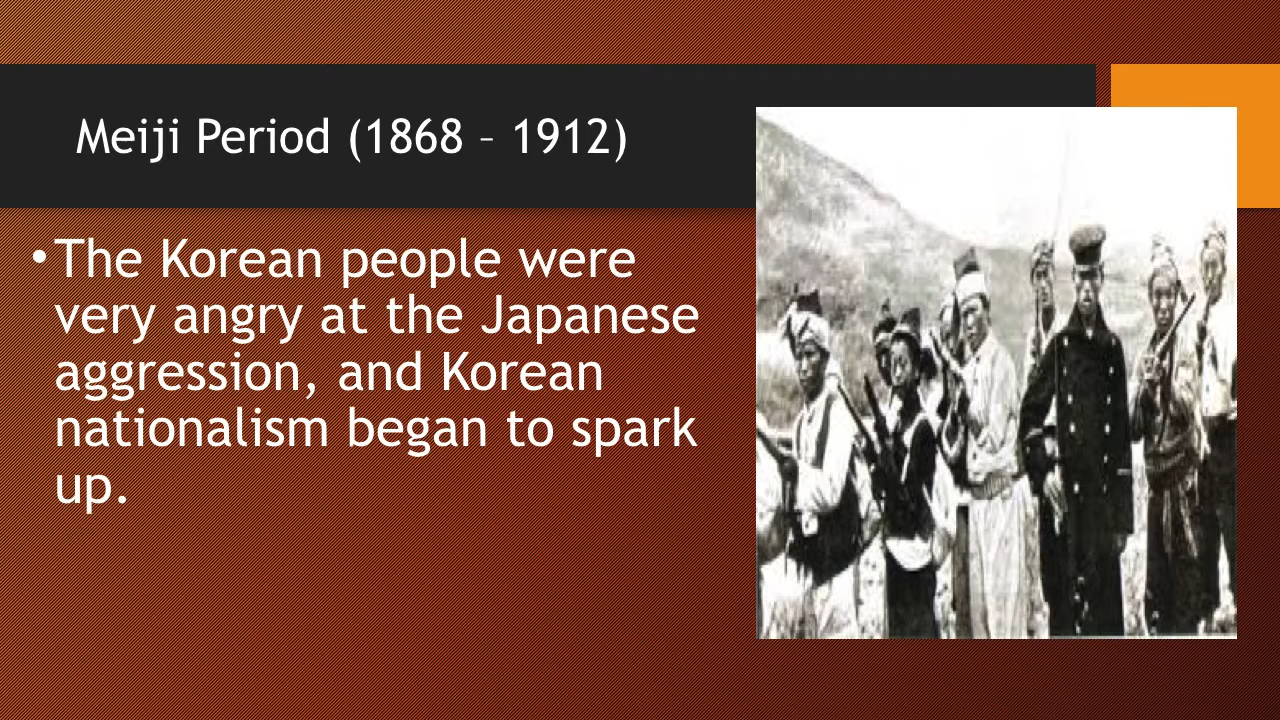 Meiji Period (1868 – 1912)
•The Korean people were
very angry at the Japanese
aggression, and Korean
nationalism began to spark
up.